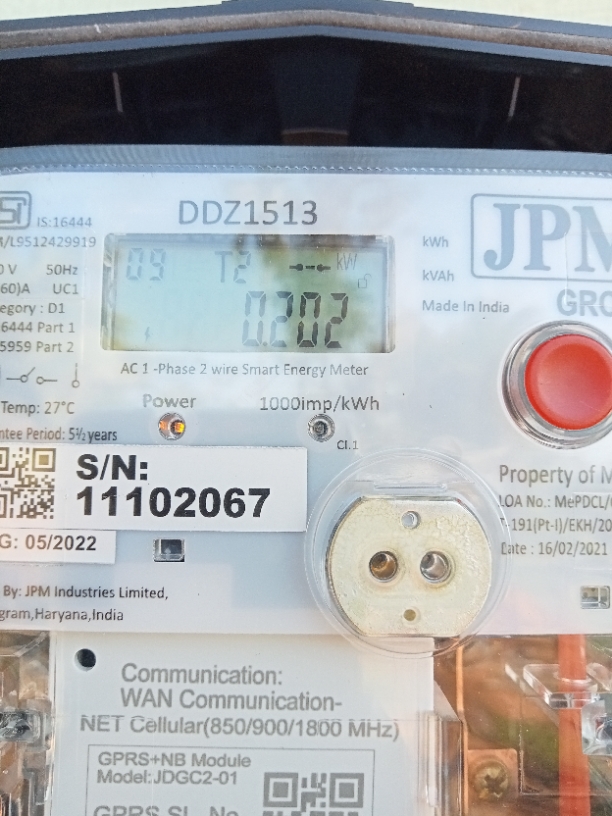 IS:16444
M/L9512429919
DDZ1513
JPM
GRO
0 V 50Hz
60)A UC1
egory : D1
6444 Part 1
5959 Part 2
09 T2 kW
0.202
kWh
kVAh
Made In India
AC 1 -Phase 2 wire Smart Energy Meter
Temp: 27°C
ntee Period: 5½ years
Power
1000imp/kWh
Cl.1
S/N:
11102067
G: 05/2022
Property of M
LOA No.: MePDCL/
-191(Pt-I)/EKH/20
Date : 16/02/2021
By: JPM Industries Limited,
gram,Haryana,India
Communication:
WAN Communication-
NET Cellular(850/900/1800 MHz)
GPRS+NB Module
Model:JDGC2-01
GPRS SL. No.